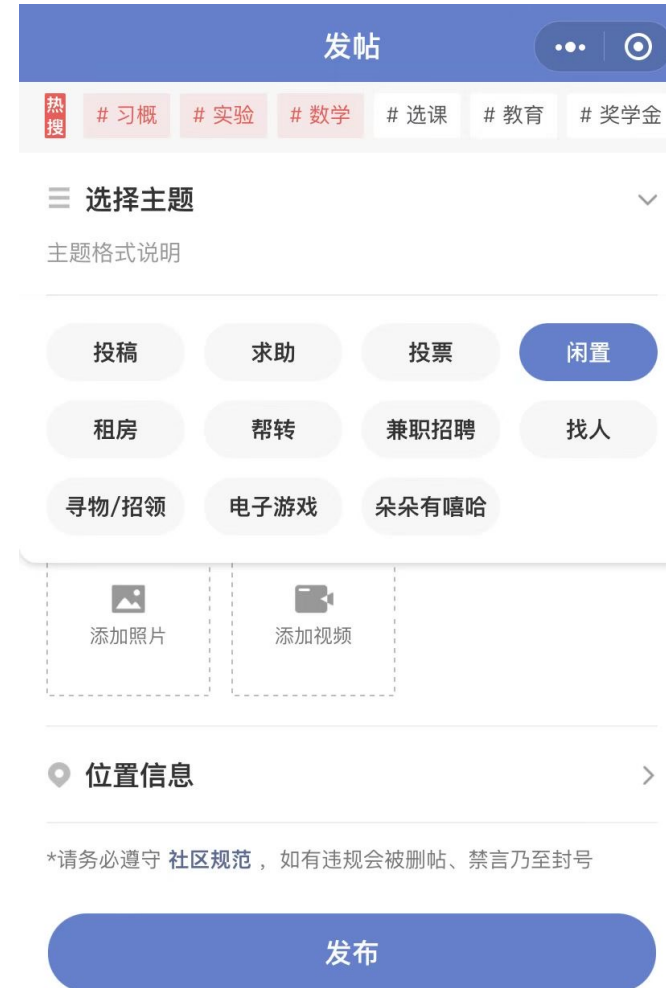 发帖
热搜 # 习概 # 实验 # 数学 # 选课 # 教育 # 奖学金
选择主题
主题格式说明
投稿 求助 投票 闲置
租房 帮转 兼职招聘 找人
寻物/招领 电子游戏 朵朵有嘻哈
添加照片 添加视频
位置信息
*请务必遵守 社区规范 ，如有违规会被删帖、禁言乃至封号
发布